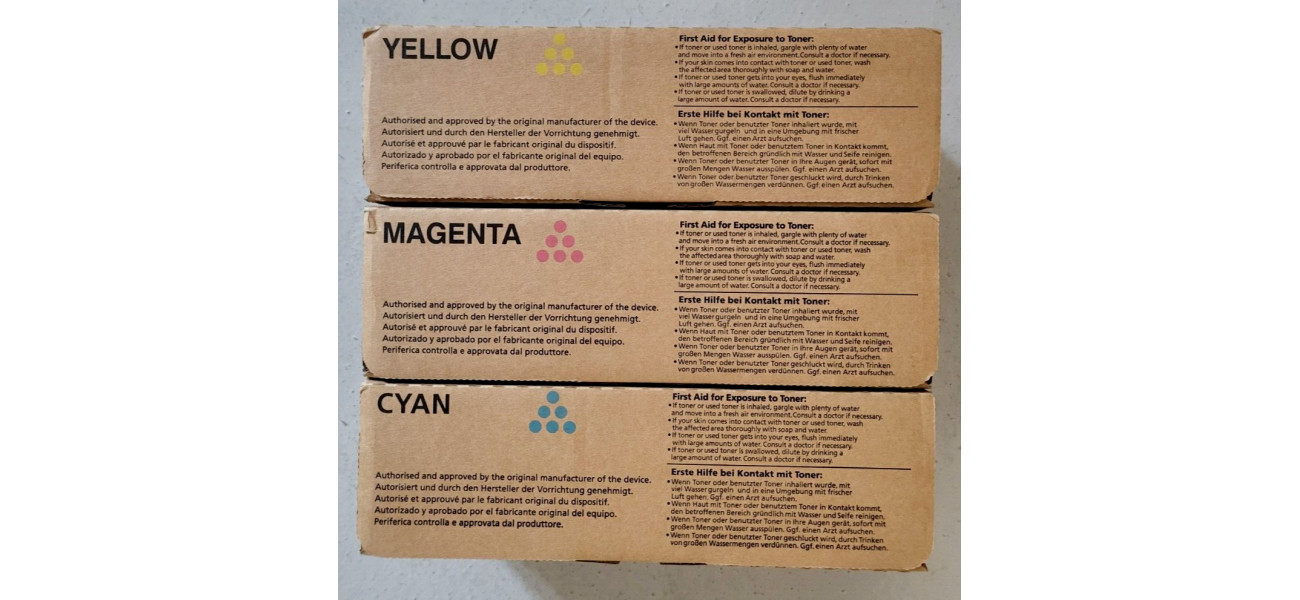 YELLOW
Authorised and approved by the original manufacturer of the device.
Autorisiert und durch den Hersteller der Vorrichtung genehmigt.
Autorisé et approuvé par le fabricant original du dispositif.
Autorizado y aprobado por el fabricante original del equipo.
Periferica controlla e approvata dal produttore.
First Aid for Exposure to Toner:
•If toner or used toner is inhaled, gargle with plenty of water
and move into a fresh air environment.Consult a doctor if necessary.
•If your skin comes into contact with toner or used toner, wash
the affected area thoroughly with soap and water.
•If toner or used toner gets into your eyes, flush immediately
with large amounts of water. Consult a doctor if necessary.
•If toner or used toner is swallowed, dilute by drinking a
large amount of water. Consult a doctor if necessary.
Erste Hilfe bei Kontakt mit Toner:
•Wenn Toner oder benutzter Toner inhaliert wurde, mit
viel Wasser gurgeln und in eine Umgebung mit frischer
Luft gehen. Ggf. einen Arzt aufsuchen.
•Wenn Haut mit Toner oder benutztem Toner in Kontakt kommt,
den betroffenen Bereich gründlich mit Wasser und Seife reinigen.
•Wenn Toner oder benutzter Toner in Ihre Augen gerät, sofort mit
großen Mengen Wasser ausspülen. Ggf. einen Arzt aufsuchen.
•Wenn Toner oder benutzter Toner geschluckt wird, durch Trinken
von großen Wassermengen verdünnen. Ggf. einen Arzt aufsuchen.
MAGENTA
Authorised and approved by the original manufacturer of the device.
Autorisiert und durch den Hersteller der Vorrichtung genehmigt.
Autorisé et approuvé par le fabricant original du dispositif.
Autorizado y aprobado por el fabricante original del equipo.
Periferica controlla e approvata dal produttore.
First Aid for Exposure to Toner:
•If toner or used toner is inhaled, gargle with plenty of water
and move into a fresh air environment.Consult a doctor if necessary.
•If your skin comes into contact with toner or used toner, wash
the affected area thoroughly with soap and water.
•If toner or used toner gets into your eyes, flush immediately
with large amounts of water. Consult a doctor if necessary.
•If toner or used toner is swallowed, dilute by drinking a
large amount of water. Consult a doctor if necessary.
Erste Hilfe bei Kontakt mit Toner:
•Wenn Toner oder benutzter Toner inhaliert wurde, mit
viel Wasser gurgeln und in eine Umgebung mit frischer
Luft gehen. Ggf. einen Arzt aufsuchen.
•Wenn Haut mit Toner oder benutztem Toner in Kontakt kommt,
den betroffenen Bereich gründlich mit Wasser und Seife reinigen.
•Wenn Toner oder benutzter Toner in Ihre Augen gerät, sofort mit
großen Mengen Wasser ausspülen. Ggf. einen Arzt aufsuchen.
•Wenn Toner oder benutzter Toner geschluckt wird, durch Trinken
von großen Wassermengen verdünnen. Ggf. einen Arzt aufsuchen.
CYAN
Authorised and approved by the original manufacturer of the device.
Autorisiert und durch den Hersteller der Vorrichtung genehmigt.
Autorisé et approuvé par le fabricant original du dispositif.
Autorizado y aprobado por el fabricante original del equipo.
Periferica controlla e approvata dal produttore.
First Aid for Exposure to Toner:
•If toner or used toner is inhaled, gargle with plenty of water
and move into a fresh air environment.Consult a doctor if necessary.
•If your skin comes into contact with toner or used toner, wash
the affected area thoroughly with soap and water.
•If toner or used toner gets into your eyes, flush immediately
with large amounts of water. Consult a doctor if necessary.
•If toner or used toner is swallowed, dilute by drinking a
large amount of water. Consult a doctor if necessary.
Erste Hilfe bei Kontakt mit Toner:
•Wenn Toner oder benutzter Toner inhaliert wurde, mit
viel Wasser gurgeln und in eine Umgebung mit frischer
Luft gehen. Ggf. einen Arzt aufsuchen.
•Wenn Haut mit Toner oder benutztem Toner in Kontakt kommt,
den betroffenen Bereich gründlich mit Wasser und Seife reinigen.
•Wenn Toner oder benutzter Toner in Ihre Augen gerät, sofort mit
großen Mengen Wasser ausspülen. Ggf. einen Arzt aufsuchen.
•Wenn Toner oder benutzter Toner geschluckt wird, durch Trinken
von großen Wassermengen verdünnen. Ggf. einen Arzt aufsuchen.